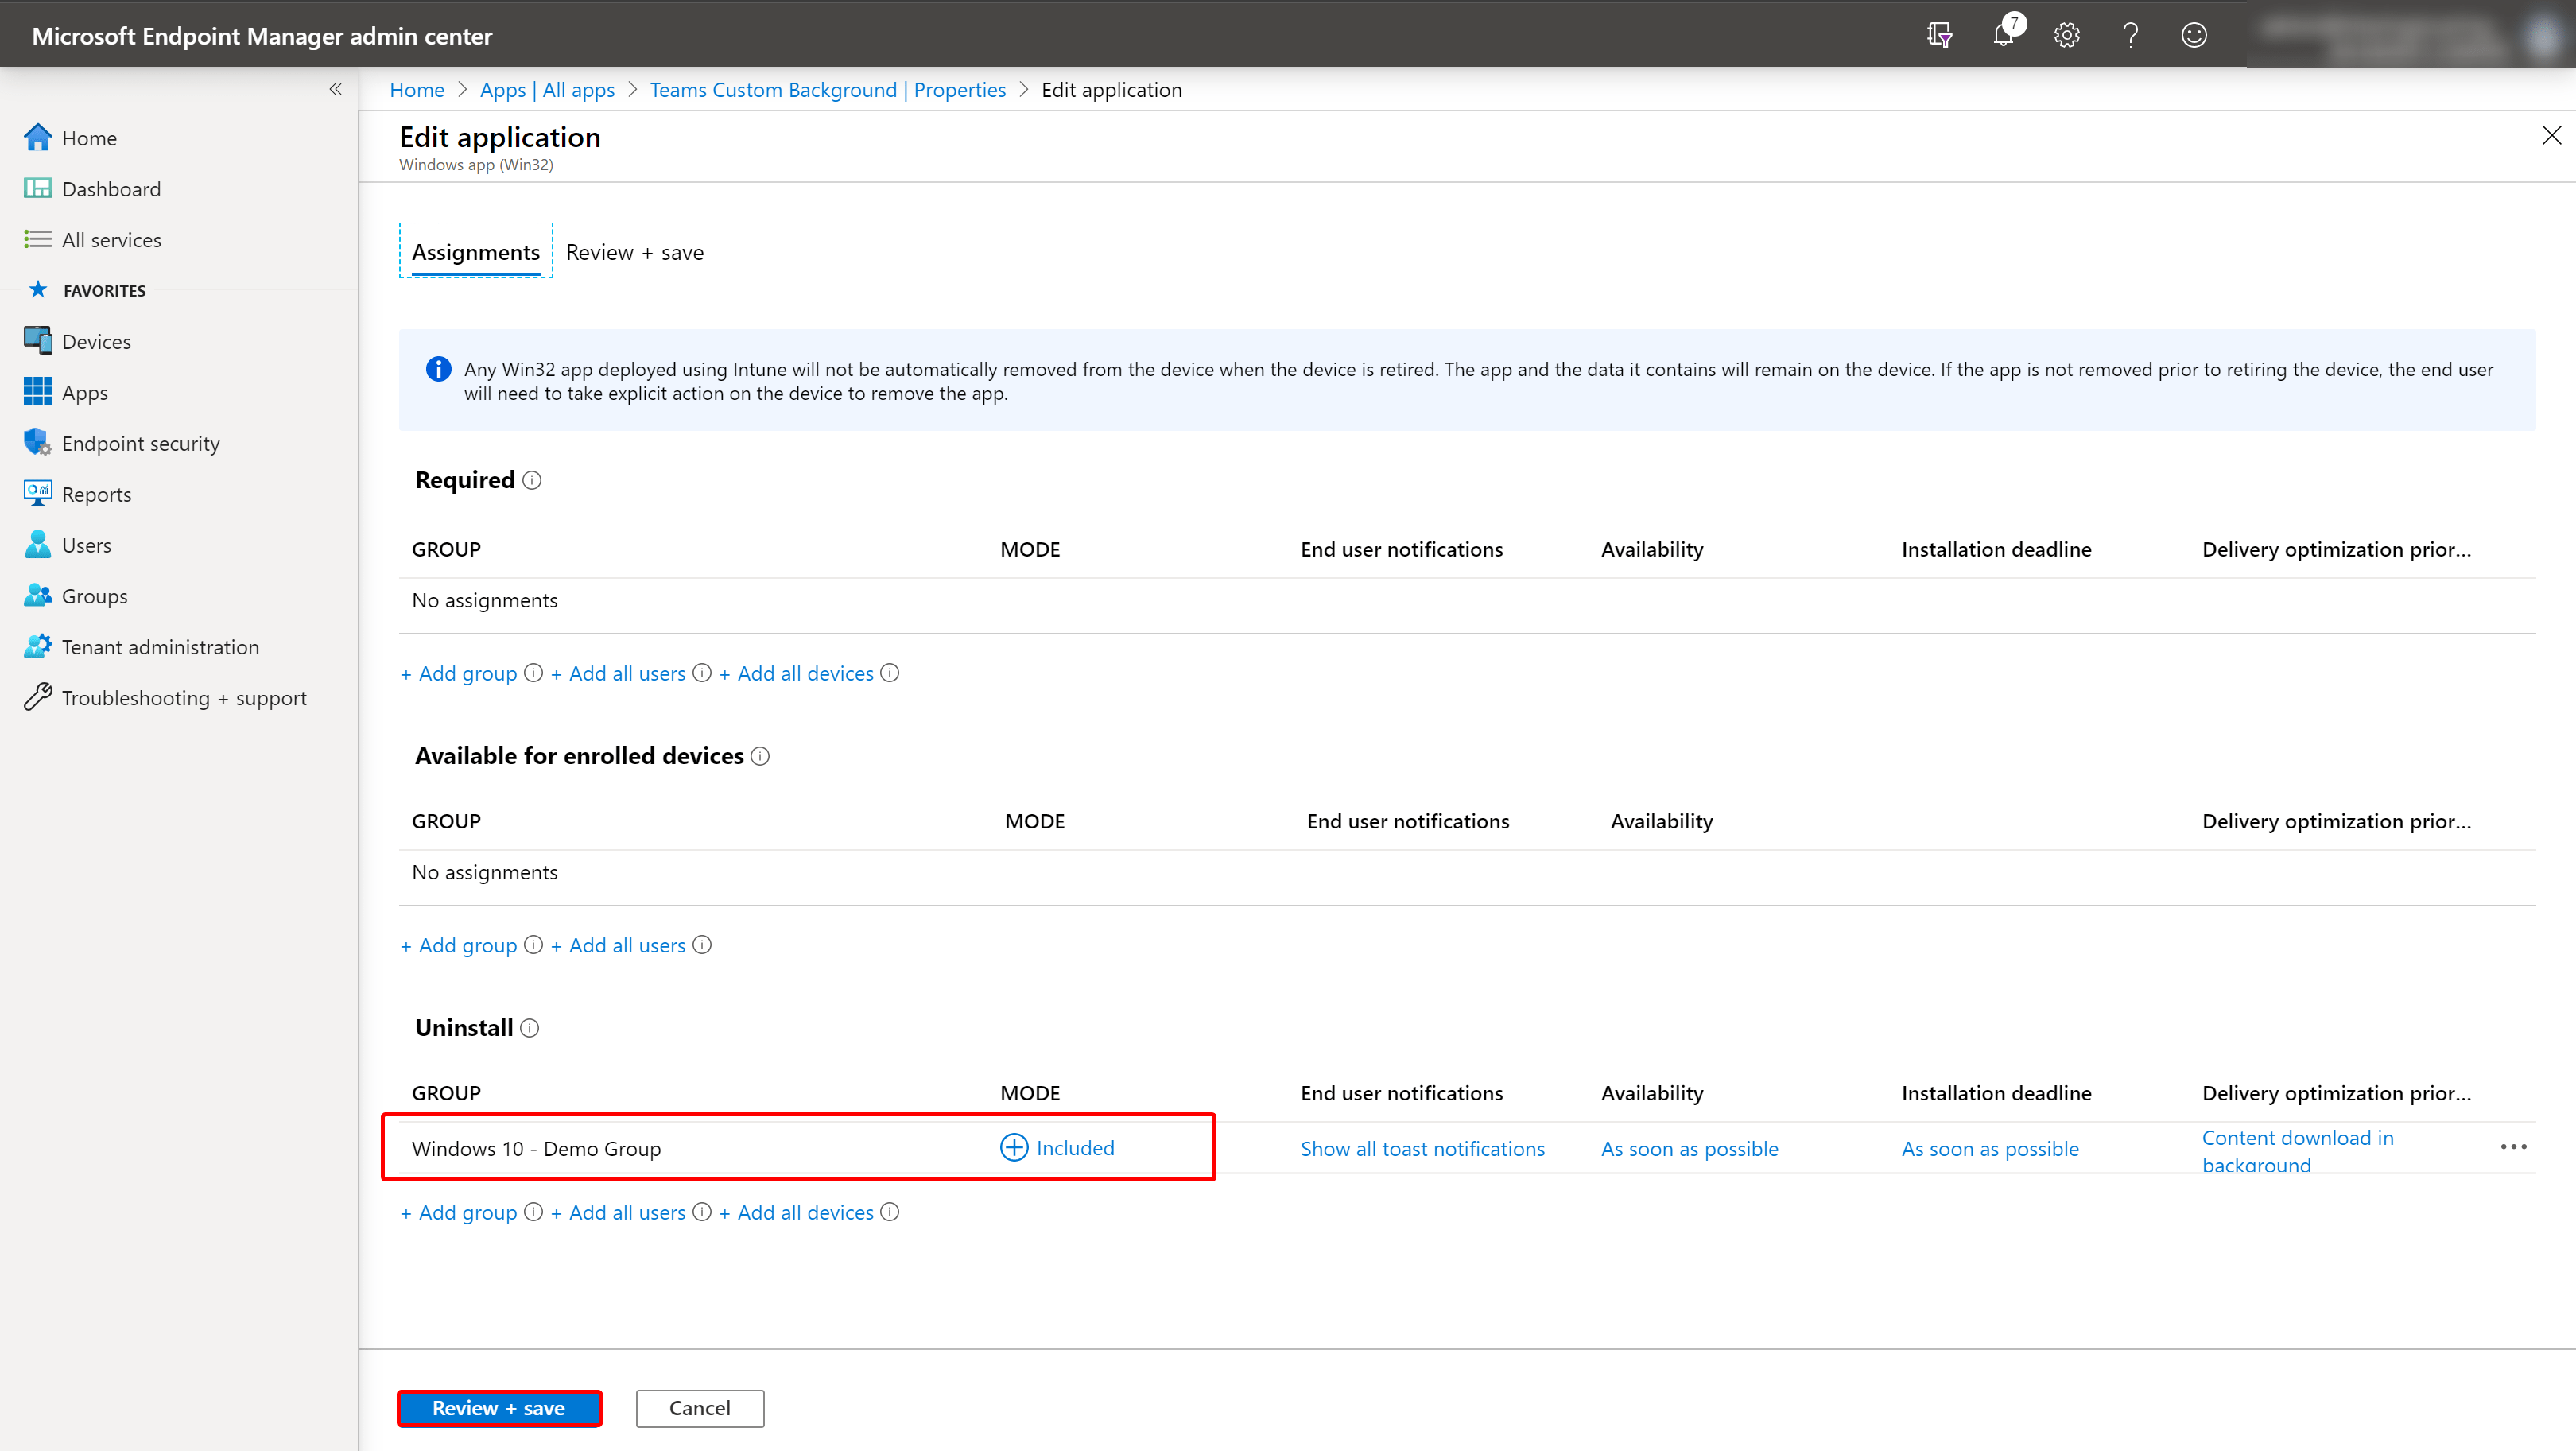 Microsoft Endpoint Manager admin center
7
«
Home > Apps | All apps > Teams Custom Background | Properties > Edit application
Home
Dashboard
All services
FAVORITES
Devices
Apps
Endpoint security
Reports
Users
Groups
Tenant administration
Troubleshooting + support
Edit application
Windows app (Win32)
Assignments Review + save
Any Win32 app deployed using Intune will not be automatically removed from the device when the device is retired. The app and the data it contains will remain on the device. If the app is not removed prior to retiring the device, the end user
will need to take explicit action on the device to remove the app.
Required
GROUP MODE End user notifications Availability Installation deadline Delivery optimization prior...
No assignments
+ Add group + Add all users + Add all devices
Available for enrolled devices
GROUP MODE End user notifications Availability Delivery optimization prior...
No assignments
+ Add group + Add all users
Uninstall
GROUP MODE End user notifications Availability Installation deadline Delivery optimization prior...
Windows 10 - Demo Group Included Show all toast notifications As soon as possible As soon as possible Content download in
background
+ Add group + Add all users + Add all devices
Review + save Cancel